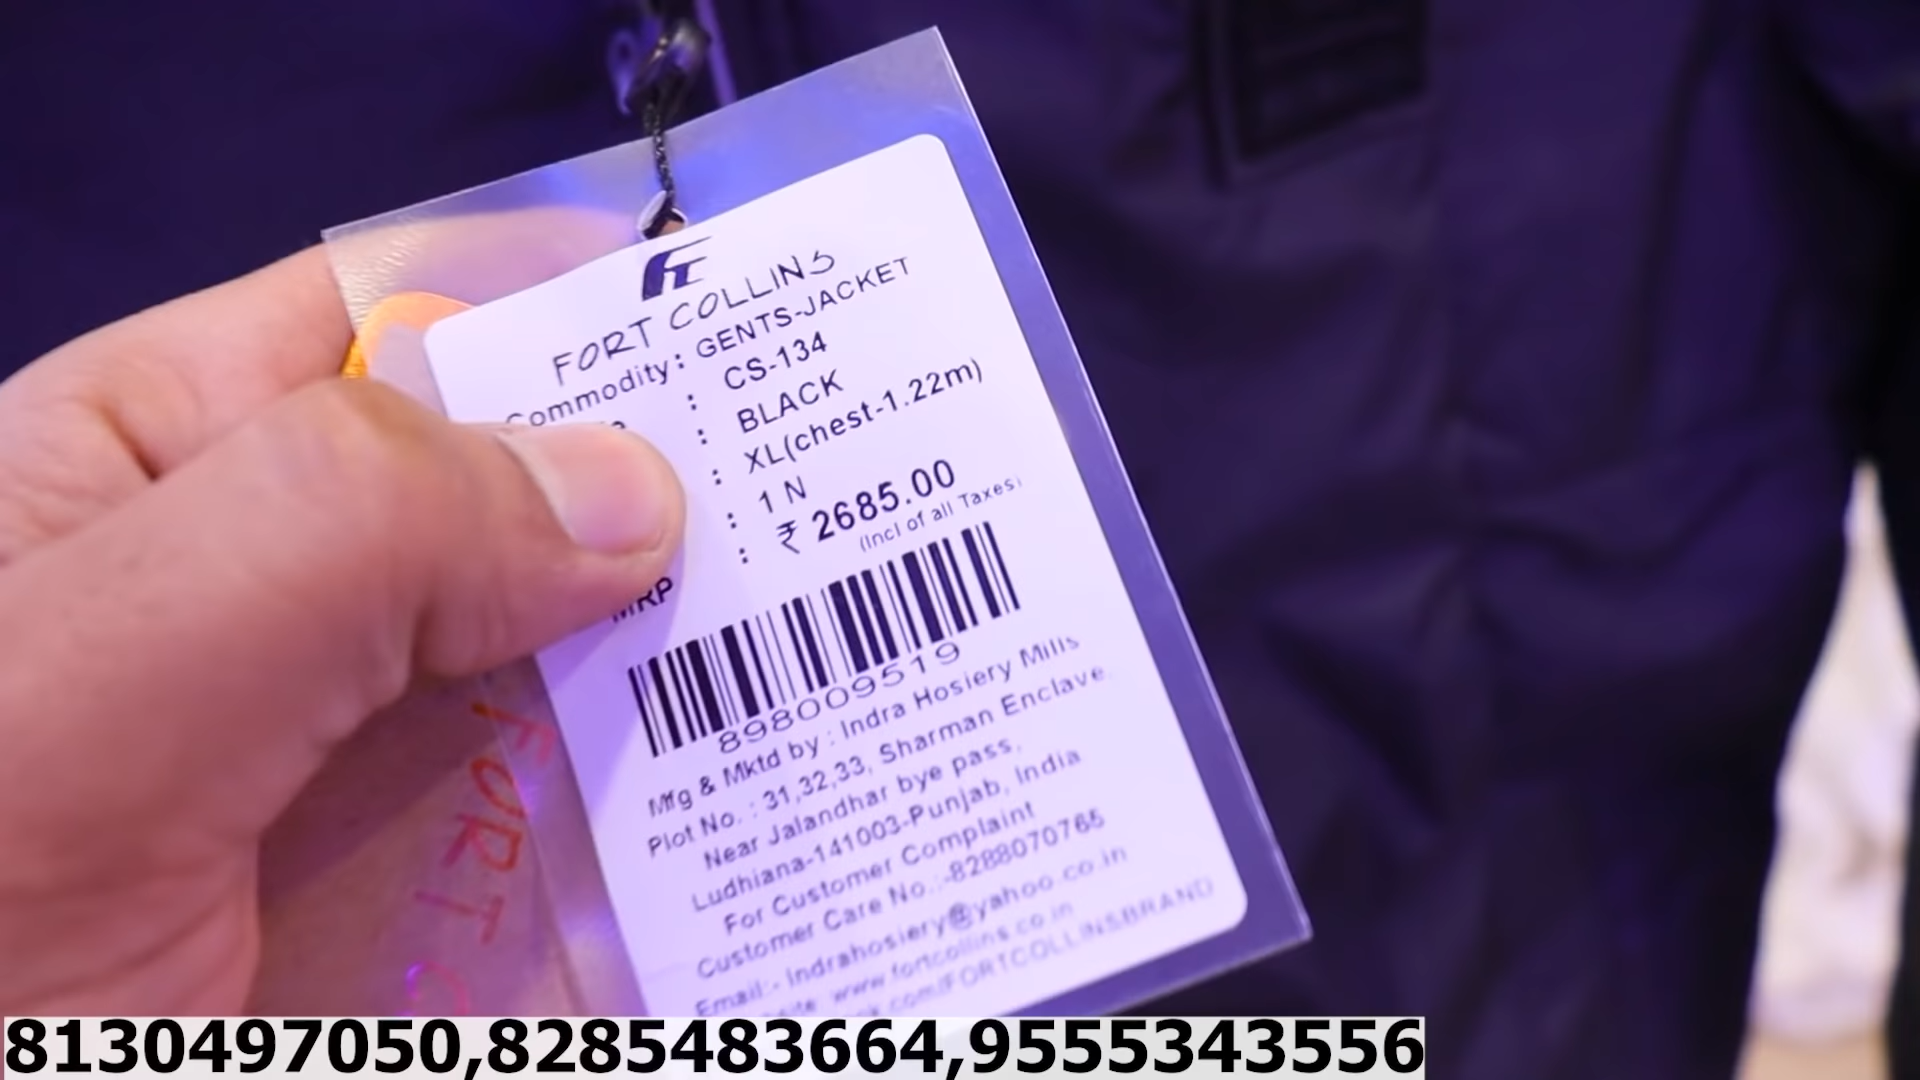 FT
FORT COLLINS
Commodity : GENTS-JACKET
: CS-134
: BLACK
: XL(chest-1.22m)
: 1 N
MRP : ₹ 2685.00
(Incl of all Taxes)
898009519
Mfg & Mktd by : Indra Hosiery Mills
Plot No. : 31,32,33, Sharman Enclave
Near Jalandhar bye pass,
Ludhiana-141003-Punjab, India
For Customer Complaint
Customer Care No.:-8288070765
Email:- Indrahosiery@yahoo.co.in
www.fortcollins.co.in
FORTCOLLINSBRAND
FORT
8130497050,8285483664,9555343556